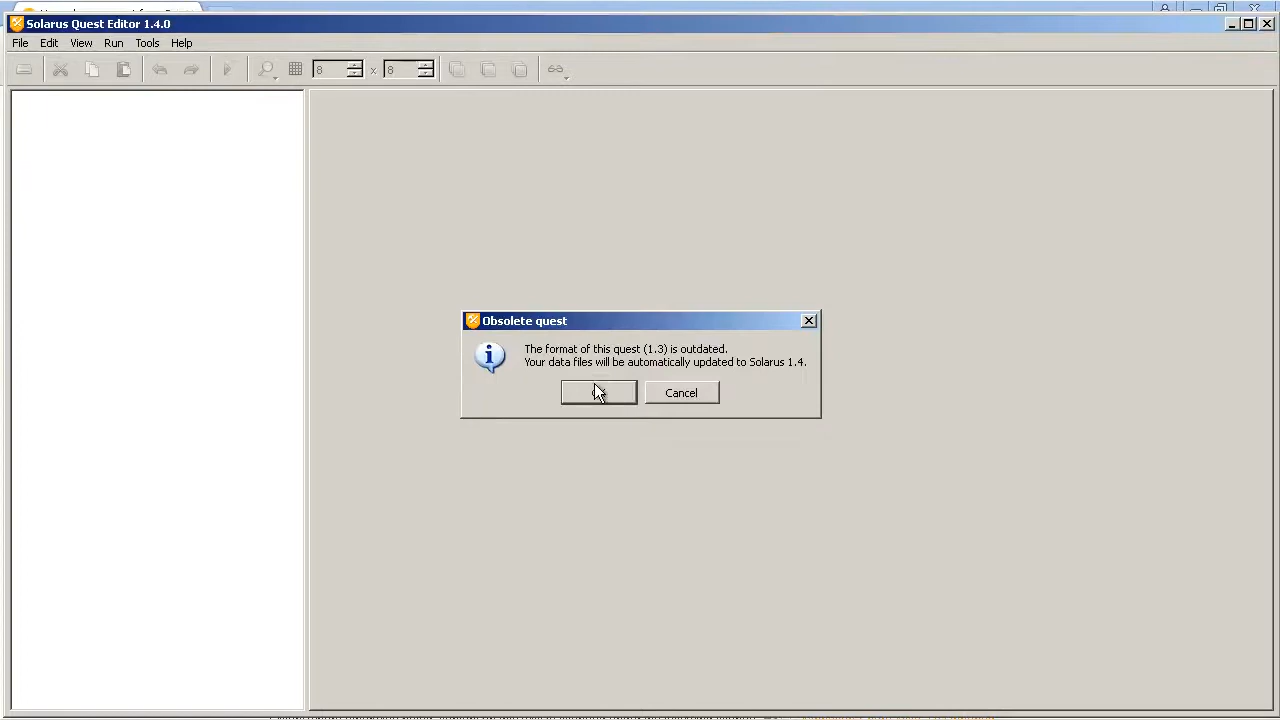 Solarus Quest Editor 1.4.0
File Edit View Run Tools Help
8 x 8
Obsolete quest
The format of this quest (1.3) is outdated.
Your data files will be automatically updated to Solarus 1.4.
Cancel